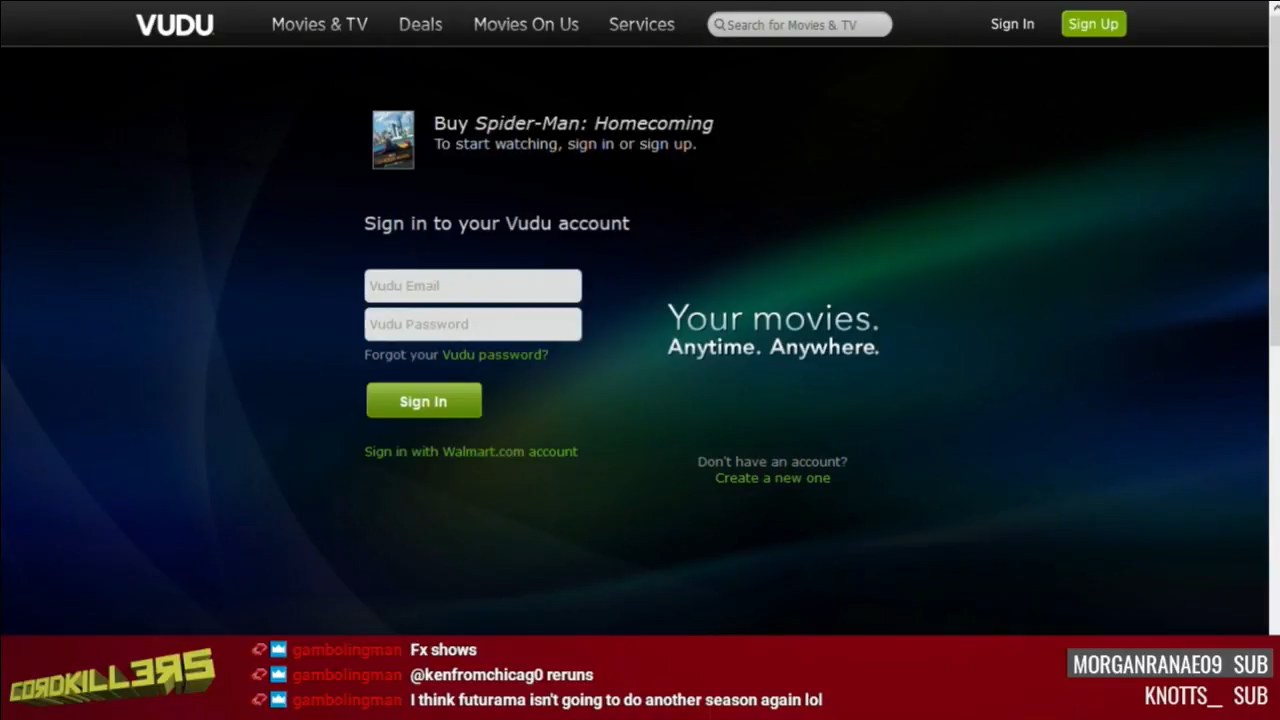 VUDU
Movies & TV Deals Movies On Us Services Search for Movies & TV Sign In Sign Up
Buy Spider-Man: Homecoming
To start watching, sign in or sign up.
Sign in to your Vudu account
Vudu Email
Vudu Password
Forgot your Vudu password?
Sign In
Sign in with Walmart.com account
Your movies.
Anytime. Anywhere.
Don't have an account?
Create a new one
CORDKILLERS
gambolingman Fx shows
gambolingman @kenfromchicag0 reruns
gambolingman I think futurama isn't going to do another season again lol
MORGANRANAE09 SUB
KNOTTS__ SUB